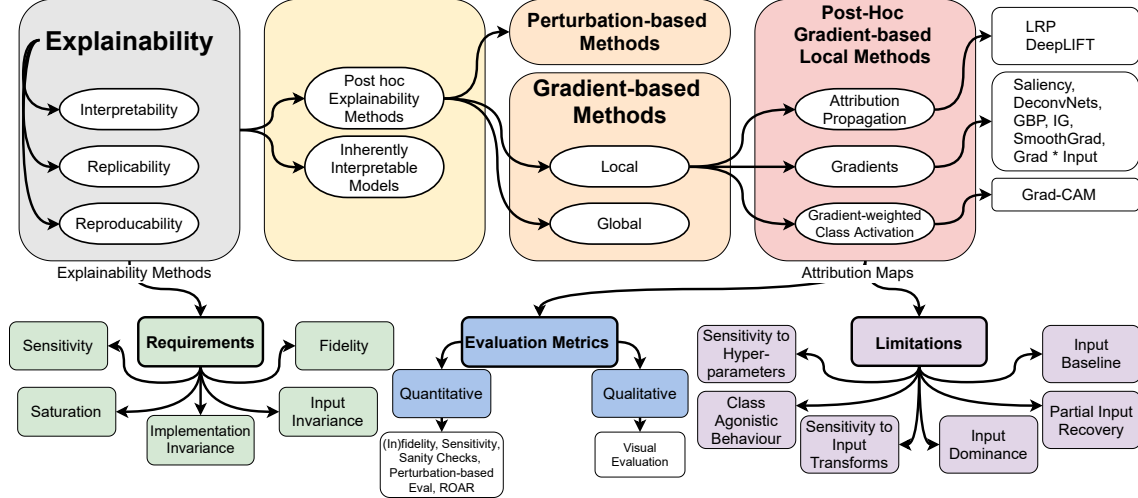 Explainability
Interpretability
Replicability
Reproducability
Explainability Methods
Post hoc
Explainability
Methods
Inherently
Interpretable
Models
Perturbation-based
Methods
Gradient-based
Methods
Local
Global
Post-Hoc
Gradient-based
Local Methods
Attribution
Propagation
Gradients
Gradient-weighted
Class Activation
Attribution Maps
LRP
DeepLIFT
Saliency,
DeconvNets,
GBP, IG,
SmoothGrad,
Grad * Input
Grad-CAM
Requirements
Sensitivity
Fidelity
Saturation
Implementation
Invariance
Input
Invariance
Evaluation Metrics
Quantitative
Qualitative
(In)fidelity, Sensitivity,
Sanity Checks,
Perturbation-based
Eval, ROAR
Visual
Evaluation
Limitations
Sensitivity to
Hyper-
parameters
Input
Baseline
Class
Agonistic
Behaviour
Sensitivity to
Input
Transforms
Input
Dominance
Partial Input
Recovery